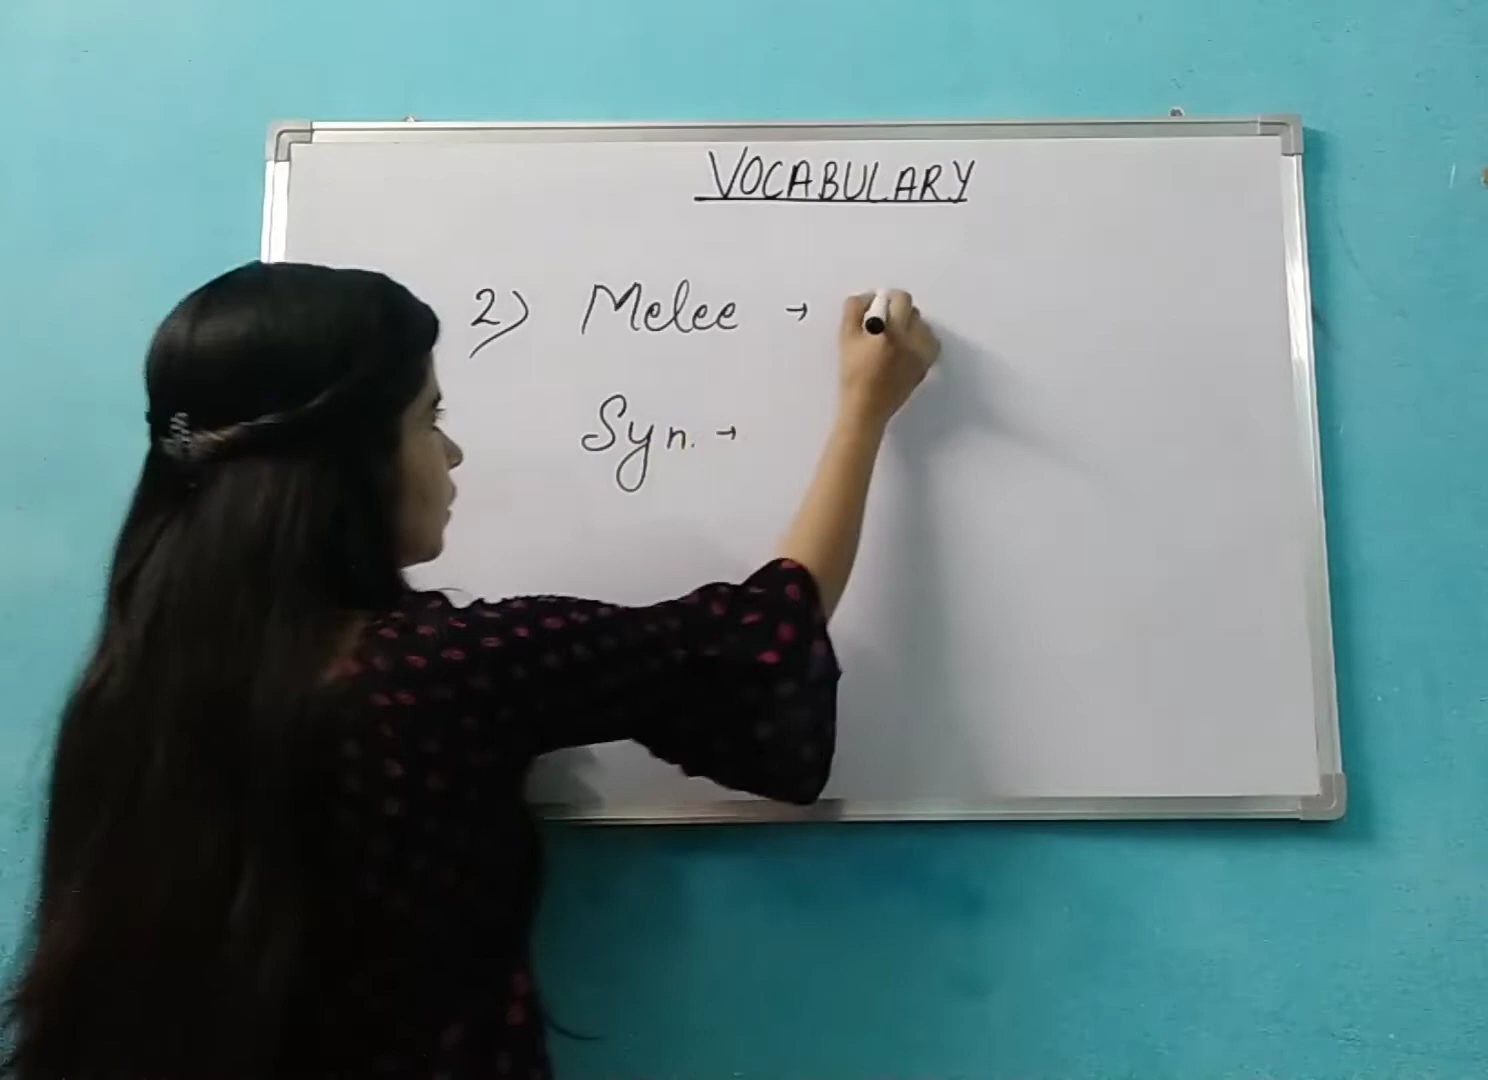 VOCABULARY
2) Melee →
Syn. →